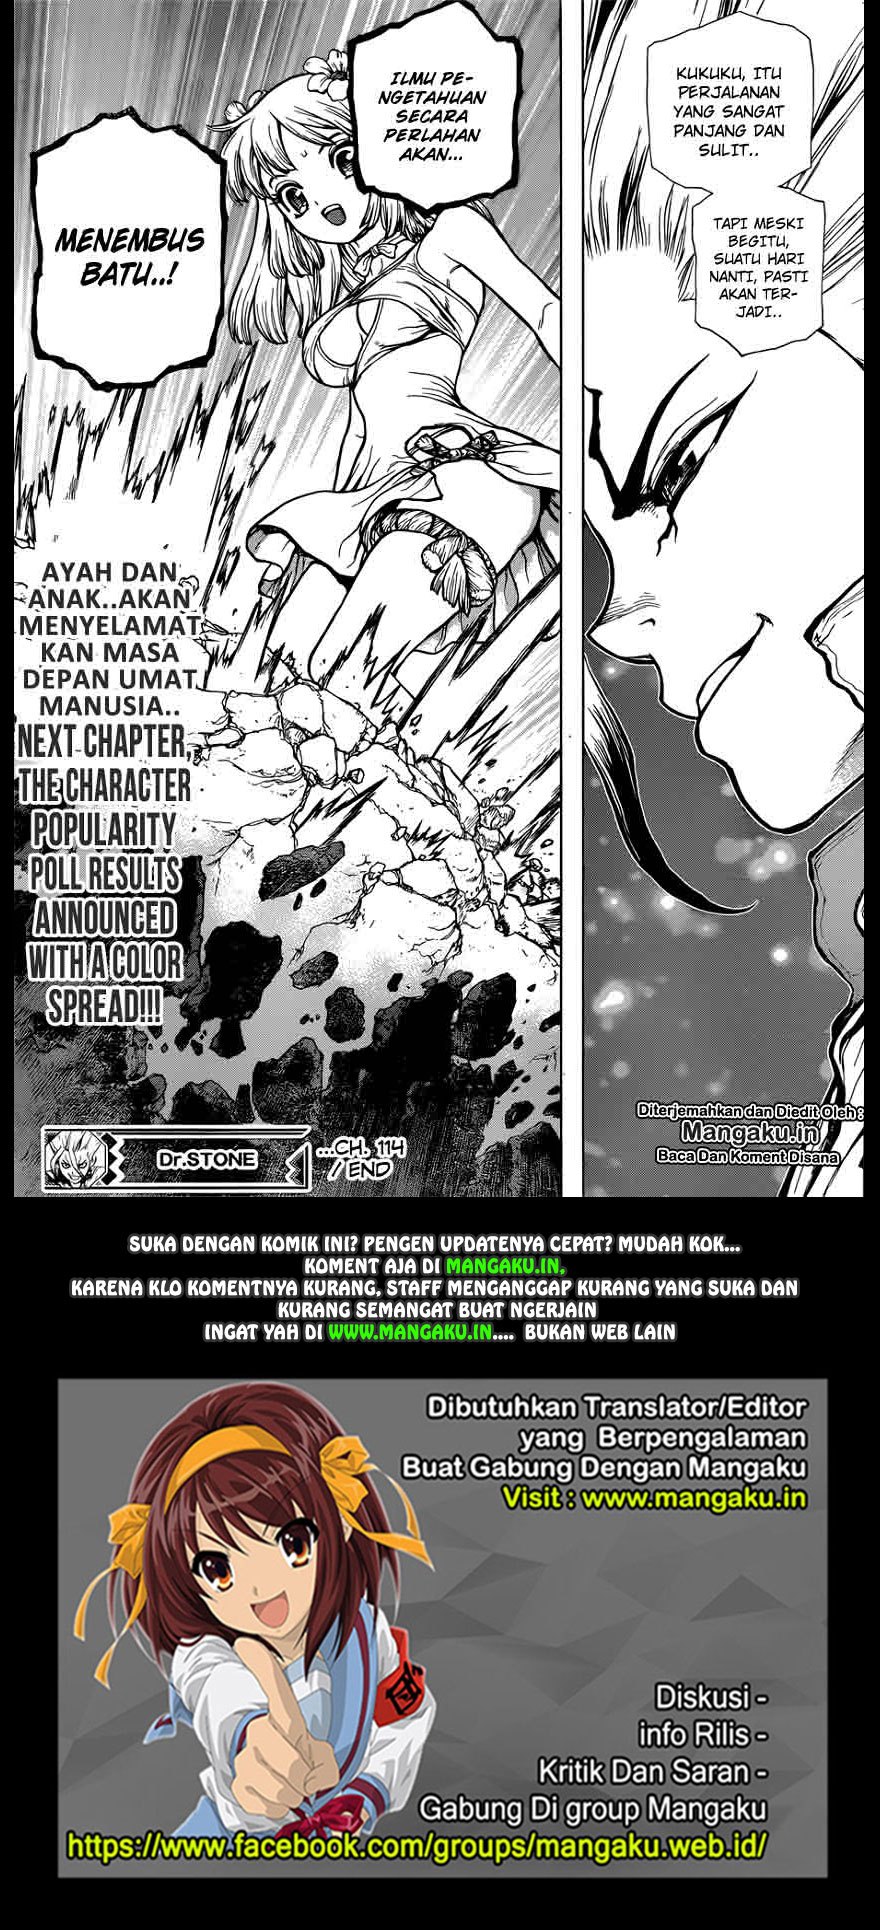 KUKUKU, ITU
PERJALANAN
YANG SANGAT
PANJANG DAN
SULIT..
TAPI MESKI
BEGITU,
SUATU HARI
NANTI, PASTI
AKAN TER-
JADI..
ILMU PE-
NGETAHUAN
SECARA
PERLAHAN
AKAN...
MENEMBUS
BATU..!
AYAH DAN
ANAK..AKAN
MENYELAMAT
KAN MASA
DEPAN UMAT
MANUSIA..
NEXT CHAPTER,
THE CHARACTER
POPULARITY
POLL RESULTS
ANNOUNCED
WITH A COLOR
SPREAD!!!
Diterjemahkan dan Diedit Oleh :
Mangaku.in
Baca Dan Koment Disana
Dr.STONE
...CH. 114
/ END
SUKA DENGAN KOMIK INI? PENGEN UPDATENYA CEPAT? MUDAH KOK...
KOMENT AJA DI MANGAKU.IN,
KARENA KLO KOMENTNYA KURANG, STAFF MENGANGGAP KURANG YANG SUKA DAN
KURANG SEMANGAT BUAT NGERJAIN
INGAT YAH DI WWW.MANGAKU.IN.... BUKAN WEB LAIN
Dibutuhkan Translator/Editor
yang Berpengalaman
Buat Gabung Dengan Mangaku
Visit : www.mangaku.in
団
Diskusi -
info Rilis -
Kritik Dan Saran -
Gabung Di group Mangaku
https://www.facebook.com/groups/mangaku.web.id/